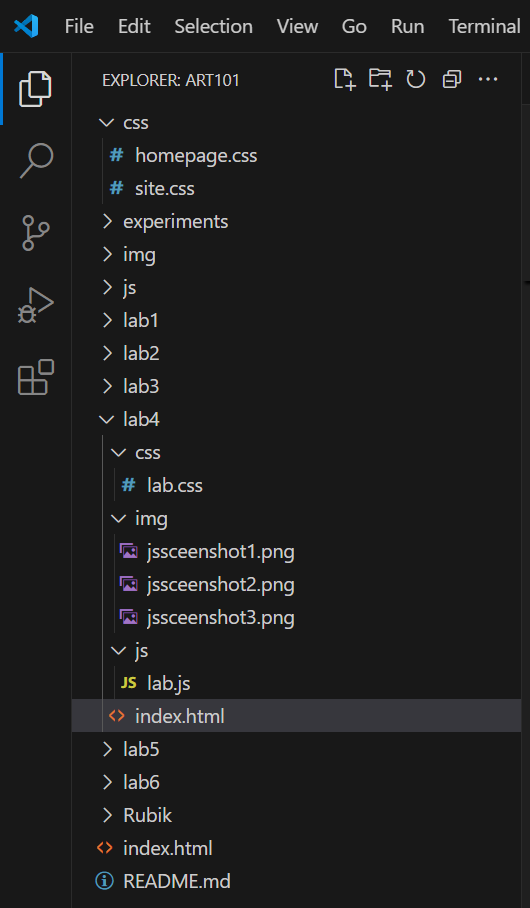 File Edit Selection View Go Run Terminal
EXPLORER: ART101
css
# homepage.css
# site.css
experiments
img
js
lab1
lab2
lab3
lab4
css
# lab.css
img
jssceenshot1.png
jssceenshot2.png
jssceenshot3.png
js
JS lab.js
<> index.html
lab5
lab6
Rubik
<> index.html
README.md